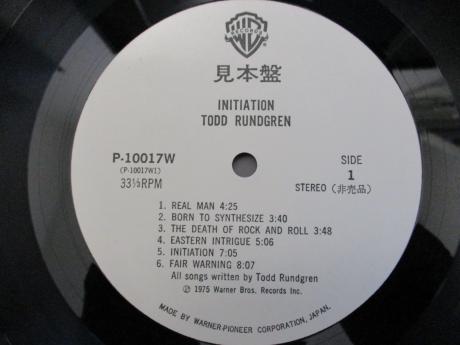 WB
RECORDS
見本盤
INITIATION
TODD RUNDGREN
P-10017W
(P-10017W1)
33⅓RPM
SIDE
1
STEREO (非売品)
1. REAL MAN 4:25
2. BORN TO SYNTHESIZE 3:40
3. THE DEATH OF ROCK AND ROLL 3:48
4. EASTERN INTRIGUE 5:06
5. INITIATION 7:05
6. FAIR WARNING 8:07
All songs written by Todd Rundgren
Ⓟ1975 Warner Bros. Records Inc.
MADE BY WARNER-PIONEER CORPORATION, JAPAN.